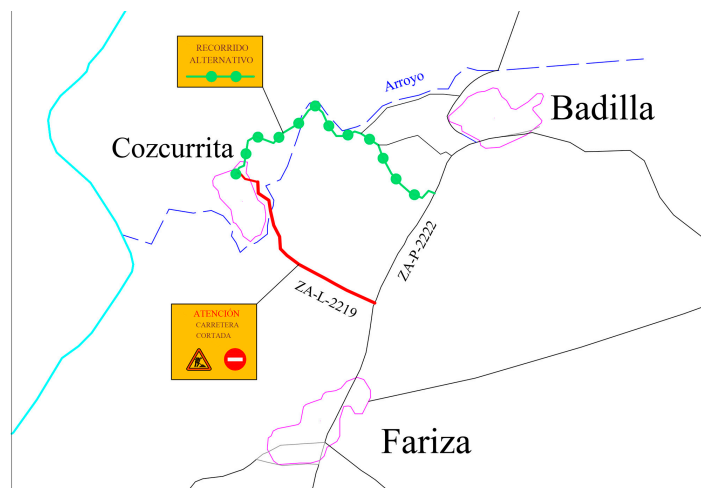 RECORRIDO
ALTERNATIVO
Arroyo
Badilla
Cozcurrita
ZA-P-2222
ZA-L-2219
ATENCIÓN
CARRETERA
CORTADA
Fariza